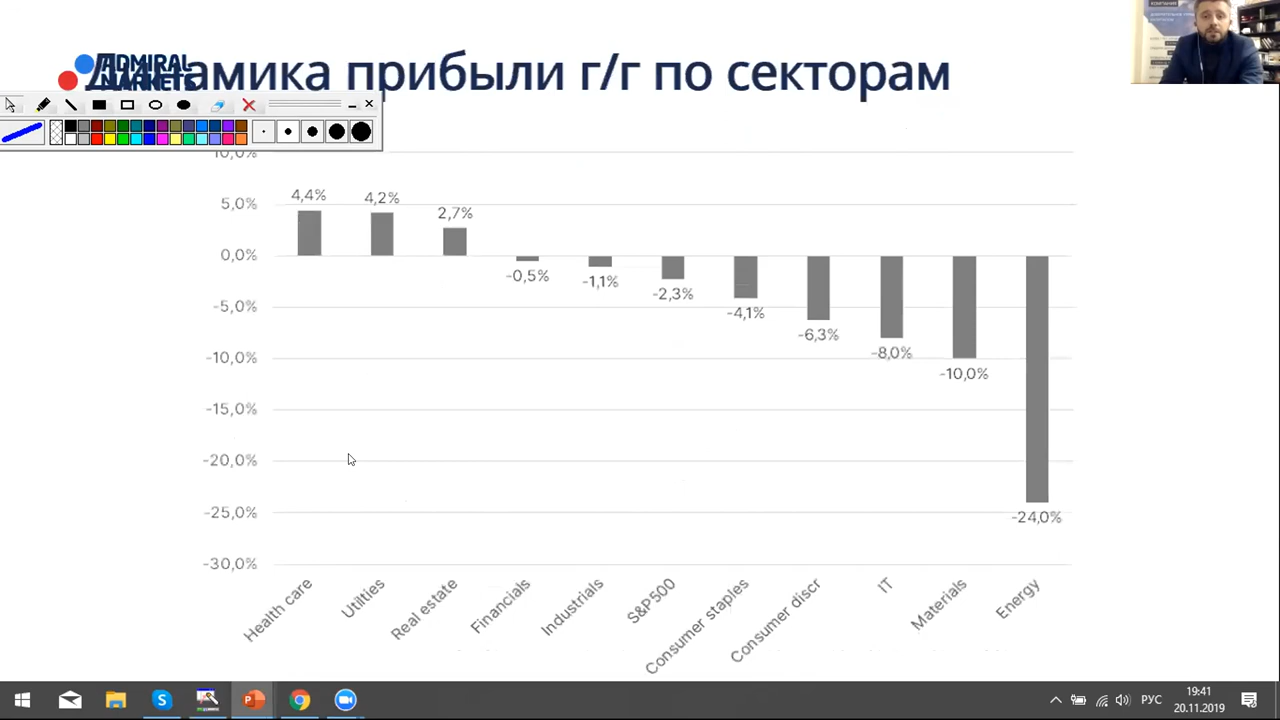 ADMIRAL
MARKETS
Динамика прибыли г/г по секторам
10,0%
5,0%
0,0%
-5,0%
-10,0%
-15,0%
-20,0%
-25,0%
-30,0%
4,4%
4,2%
2,7%
-0,5%
-1,1%
-2,3%
-4,1%
-6,3%
-8,0%
-10,0%
-24,0%
Health care
Utilties
Real estate
Financials
Industrials
S&P500
Consumer staples
Consumer discr
IT
Materials
Energy
РУС
19:41
20.11.2019